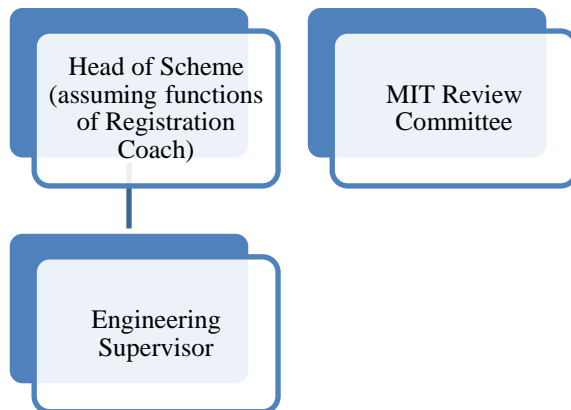 Head of Scheme
(assuming functions
of Registration
Coach)
MIT Review
Committee
Engineering
Supervisor